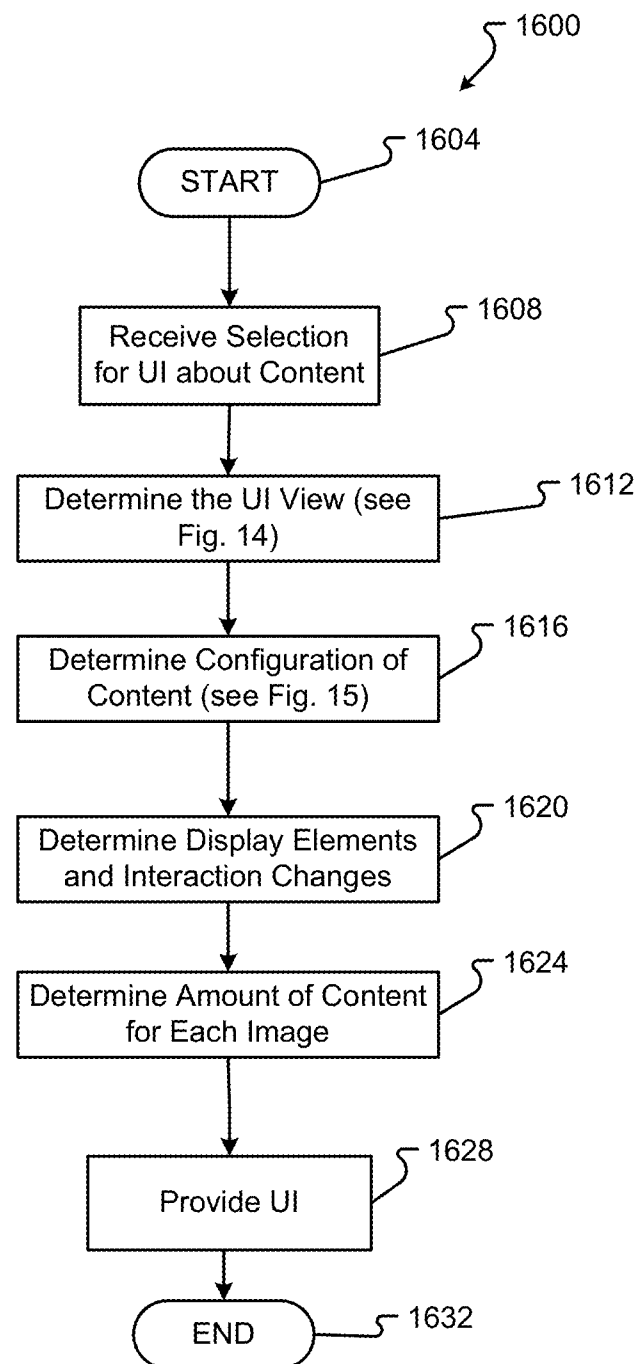 1600
1604
START
1608
Receive Selection
for UI about Content
1612
Determine the UI View (see
Fig. 14)
1616
Determine Configuration of
Content (see Fig. 15)
1620
Determine Display Elements
and Interaction Changes
1624
Determine Amount of Content
for Each Image
1628
Provide UI
1632
END